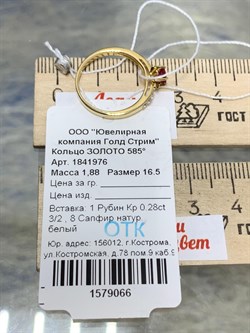 ГОСТ
ООО "Ювелирная
компания Голд Стрим"
Кольцо ЗОЛОТО 585°
Арт. 1841976
Масса 1,88 Размер 16.5
Цена за гр.
Цена изд.
Вставка: 1 Рубин Кр 0.28ct
3/2 , 8 Сапфир натур.
белый
ОТК
Юр. адрес: 156012, г.Кострома,
ул.Костромская, д.78 пом.9 каб.9
1579066